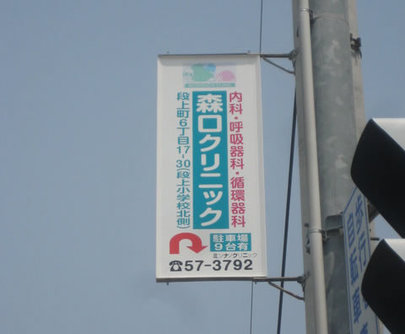 内科・呼吸器科・循環器科
森口クリニック
段上町6丁目17-30(段上小学校北側)
駐車場
9台有
☎57-3792